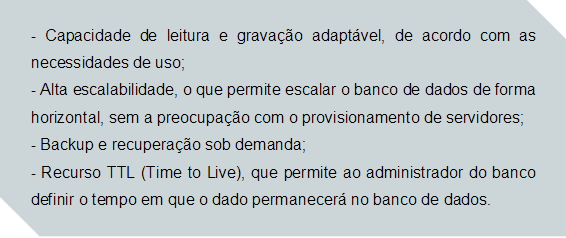 - Capacidade de leitura e gravação adaptável, de acordo com as
necessidades de uso;
- Alta escalabilidade, o que permite escalar o banco de dados de forma
horizontal, sem a preocupação com o provisionamento de servidores;
- Backup e recuperação sob demanda;
- Recurso TTL (Time to Live), que permite ao administrador do banco
definir o tempo em que o dado permanecerá no banco de dados.